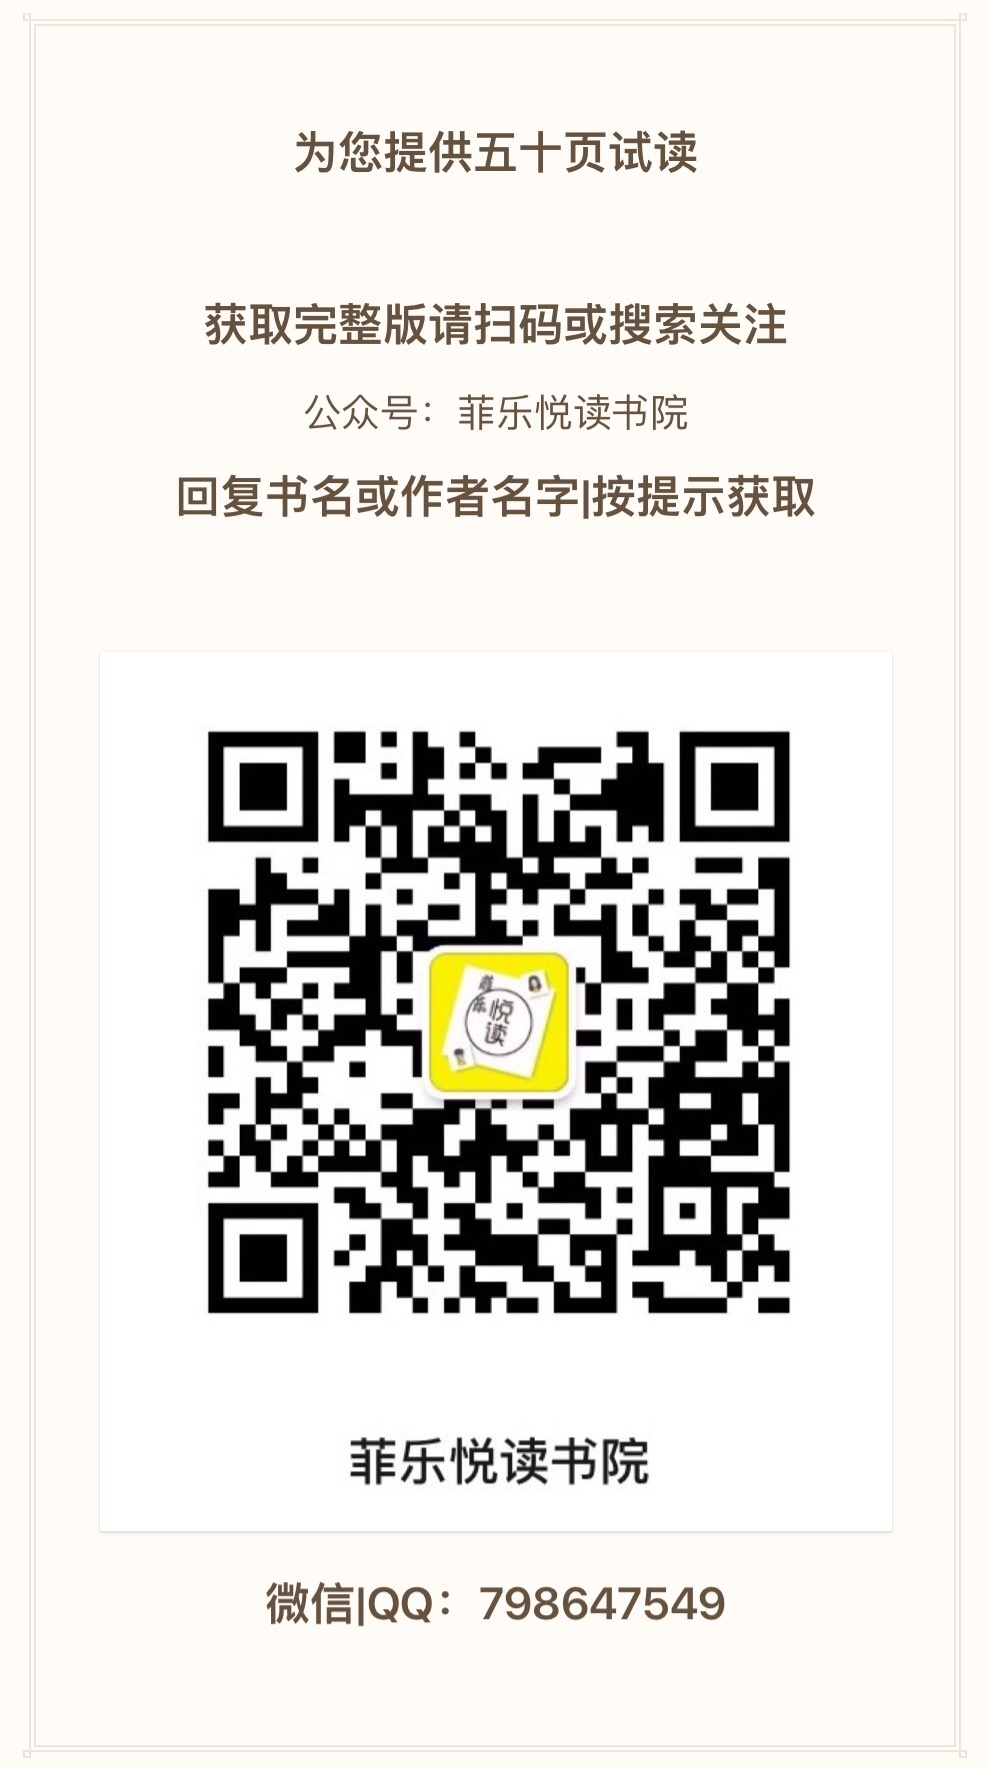 为您提供五十页试读
获取完整版请扫码或搜索关注
公众号：菲乐悦读书院
回复书名或作者名字|按提示获取
菲乐
悦读
菲乐悦读书院
微信|QQ：798647549